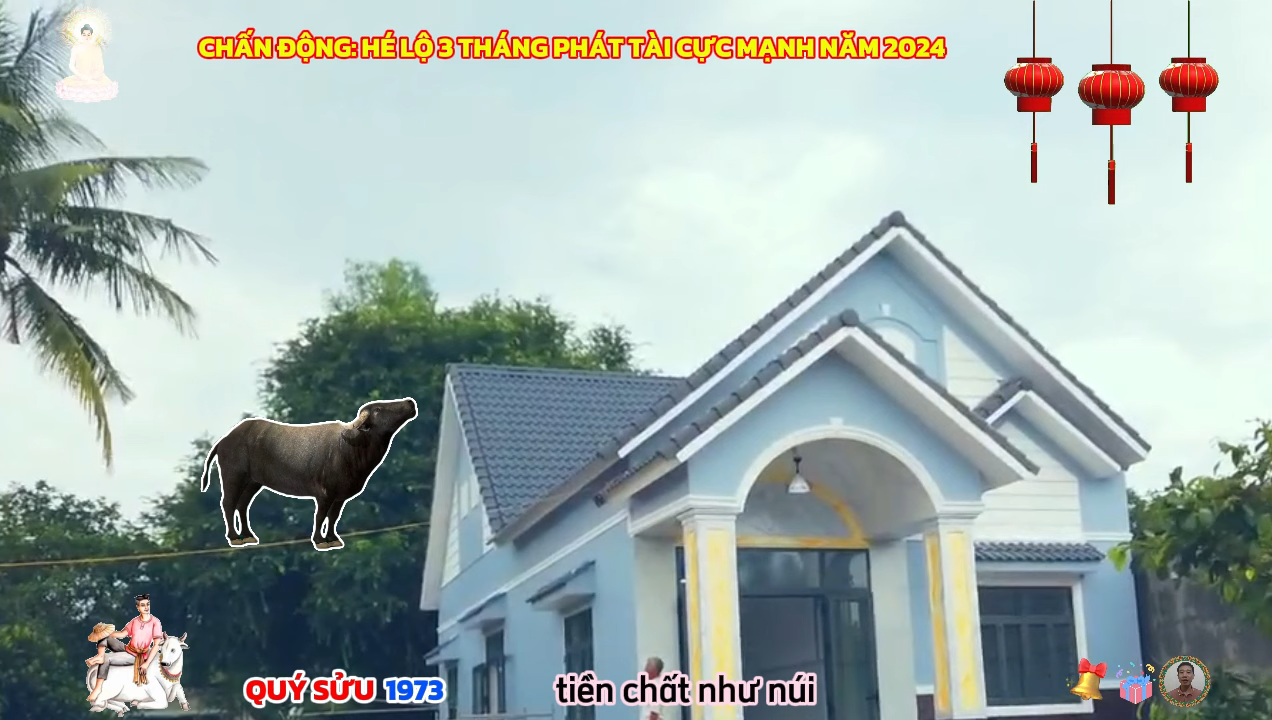 CHẤN ĐỘNG: HÉ LỘ 3 THÁNG PHÁT TÀI CỰC MẠNH NĂM 2024
QUÝ SỬU 1973
tiền chất như núi